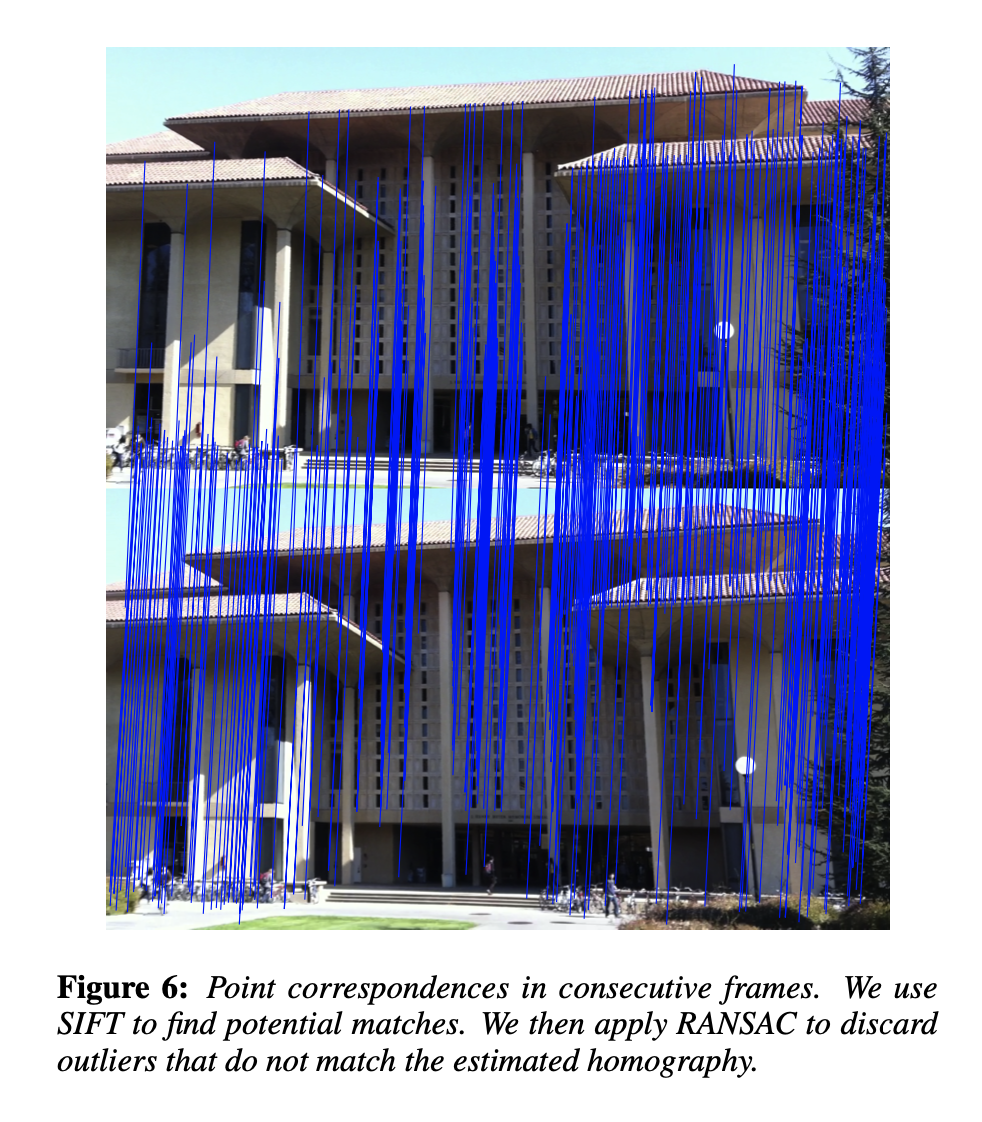 Figure 6: Point correspondences in consecutive frames. We use
SIFT to find potential matches. We then apply RANSAC to discard
outliers that do not match the estimated homography.